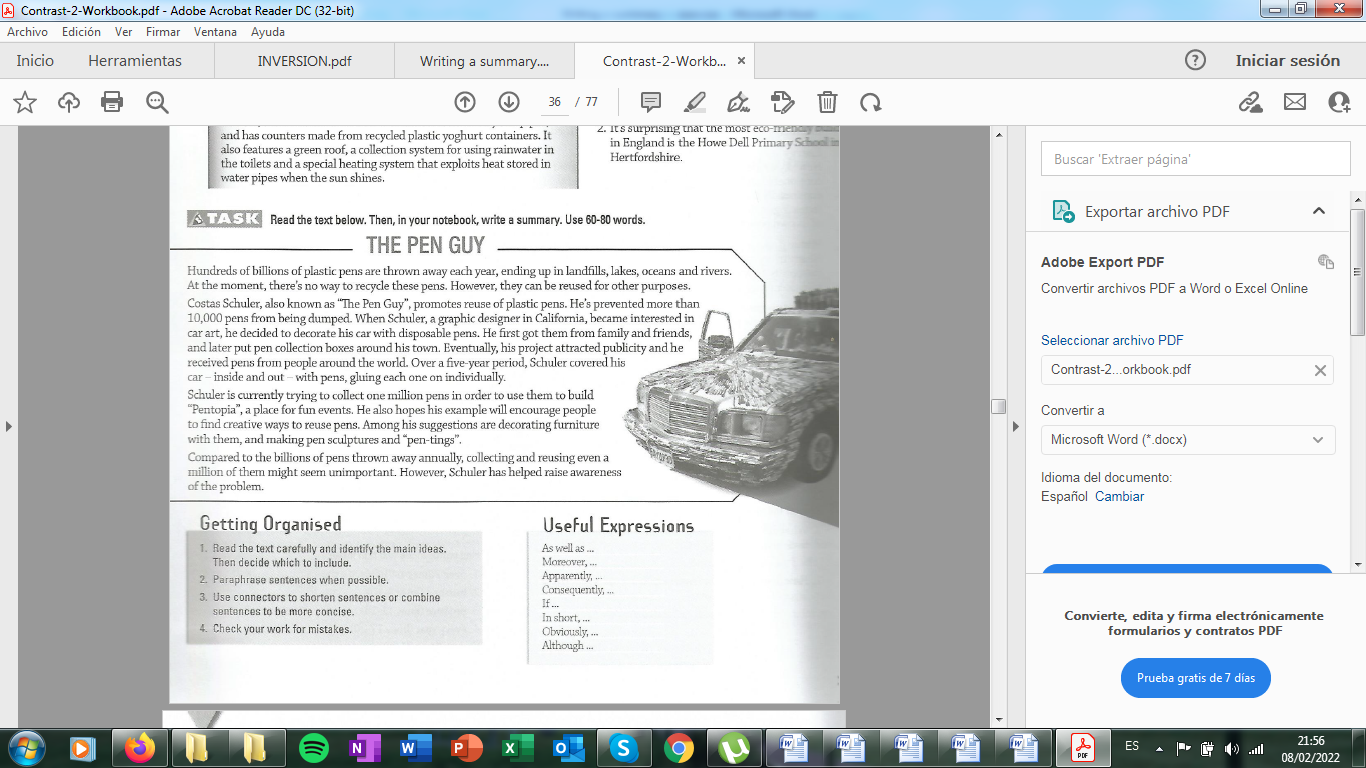 Contrast-2-Workbook.pdf - Adobe Acrobat Reader DC (32-bit)
Archivo Edición Ver Firmar Ventana Ayuda
Inicio Herramientas INVERSION.pdf Writing a summary.... Contrast-2-Workb... Iniciar sesión
36 / 77
and has counters made from recycled plastic yoghurt containers. It
also features a green roof, a collection system for using rainwater in
the toilets and a special heating system that exploits heat stored in
water pipes when the sun shines.
2. It's surprising that the most eco-friendly
in England is the Howe Dell Primary School in
Hertfordshire.
TASK Read the text below. Then, in your notebook, write a summary. Use 60-80 words.
THE PEN GUY
Hundreds of billions of plastic pens are thrown away each year, ending up in landfills, lakes, oceans and rivers.
At the moment, there's no way to recycle these pens. However, they can be reused for other purposes.
Costas Schuler, also known as "The Pen Guy", promotes reuse of plastic pens. He's prevented more than
10,000 pens from being dumped. When Schuler, a graphic designer in California, became interested in
car art, he decided to decorate his car with disposable pens. He first got them from family and friends,
and later put pen collection boxes around his town. Eventually, his project attracted publicity and he
received pens from people around the world. Over a five-year period, Schuler covered his
car – inside and out – with pens, gluing each one on individually.
Schuler is currently trying to collect one million pens in order to use them to build
"Pentopia", a place for fun events. He also hopes his example will encourage people
to find creative ways to reuse pens. Among his suggestions are decorating furniture
with them, and making pen sculptures and "pen-tings".
Compared to the billions of pens thrown away annually, collecting and reusing even a
million of them might seem unimportant. However, Schuler has helped raise awareness
of the problem.
Getting Organised
1. Read the text carefully and identify the main ideas.
Then decide which to include.
2. Paraphrase sentences when possible.
3. Use connectors to shorten sentences or combine
sentences to be more concise.
4. Check your work for mistakes.
Useful Expressions
As well as ...
Moreover, ...
Apparently, ...
Consequently, ...
If ...
In short, ...
Obviously, ...
Although ...
Buscar 'Extraer página'
Exportar archivo PDF
Adobe Export PDF
Convertir archivos PDF a Word o Excel Online
Seleccionar archivo PDF
Contrast-2...orkbook.pdf
Convertir a
Microsoft Word (*.docx)
Idioma del documento:
Español Cambiar
Convierte, edita y firma electrónicamente
formularios y contratos PDF
Prueba gratis de 7 días
ES
21:56
08/02/2022